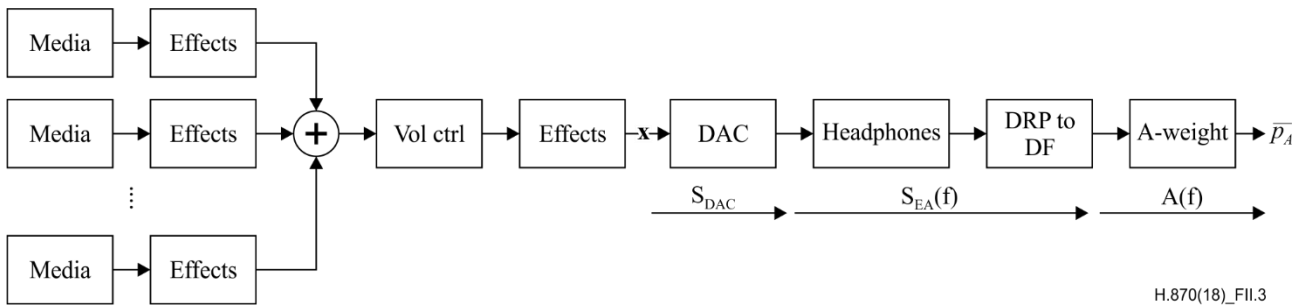 Media
Effects
Media
Effects
+
Vol ctrl
Effects
x
DAC
Headphones
DRP to
DF
A-weight
p̅A̅
S_DAC
S_EA(f)
A(f)
Media
Effects
H.870(18)_FII.3